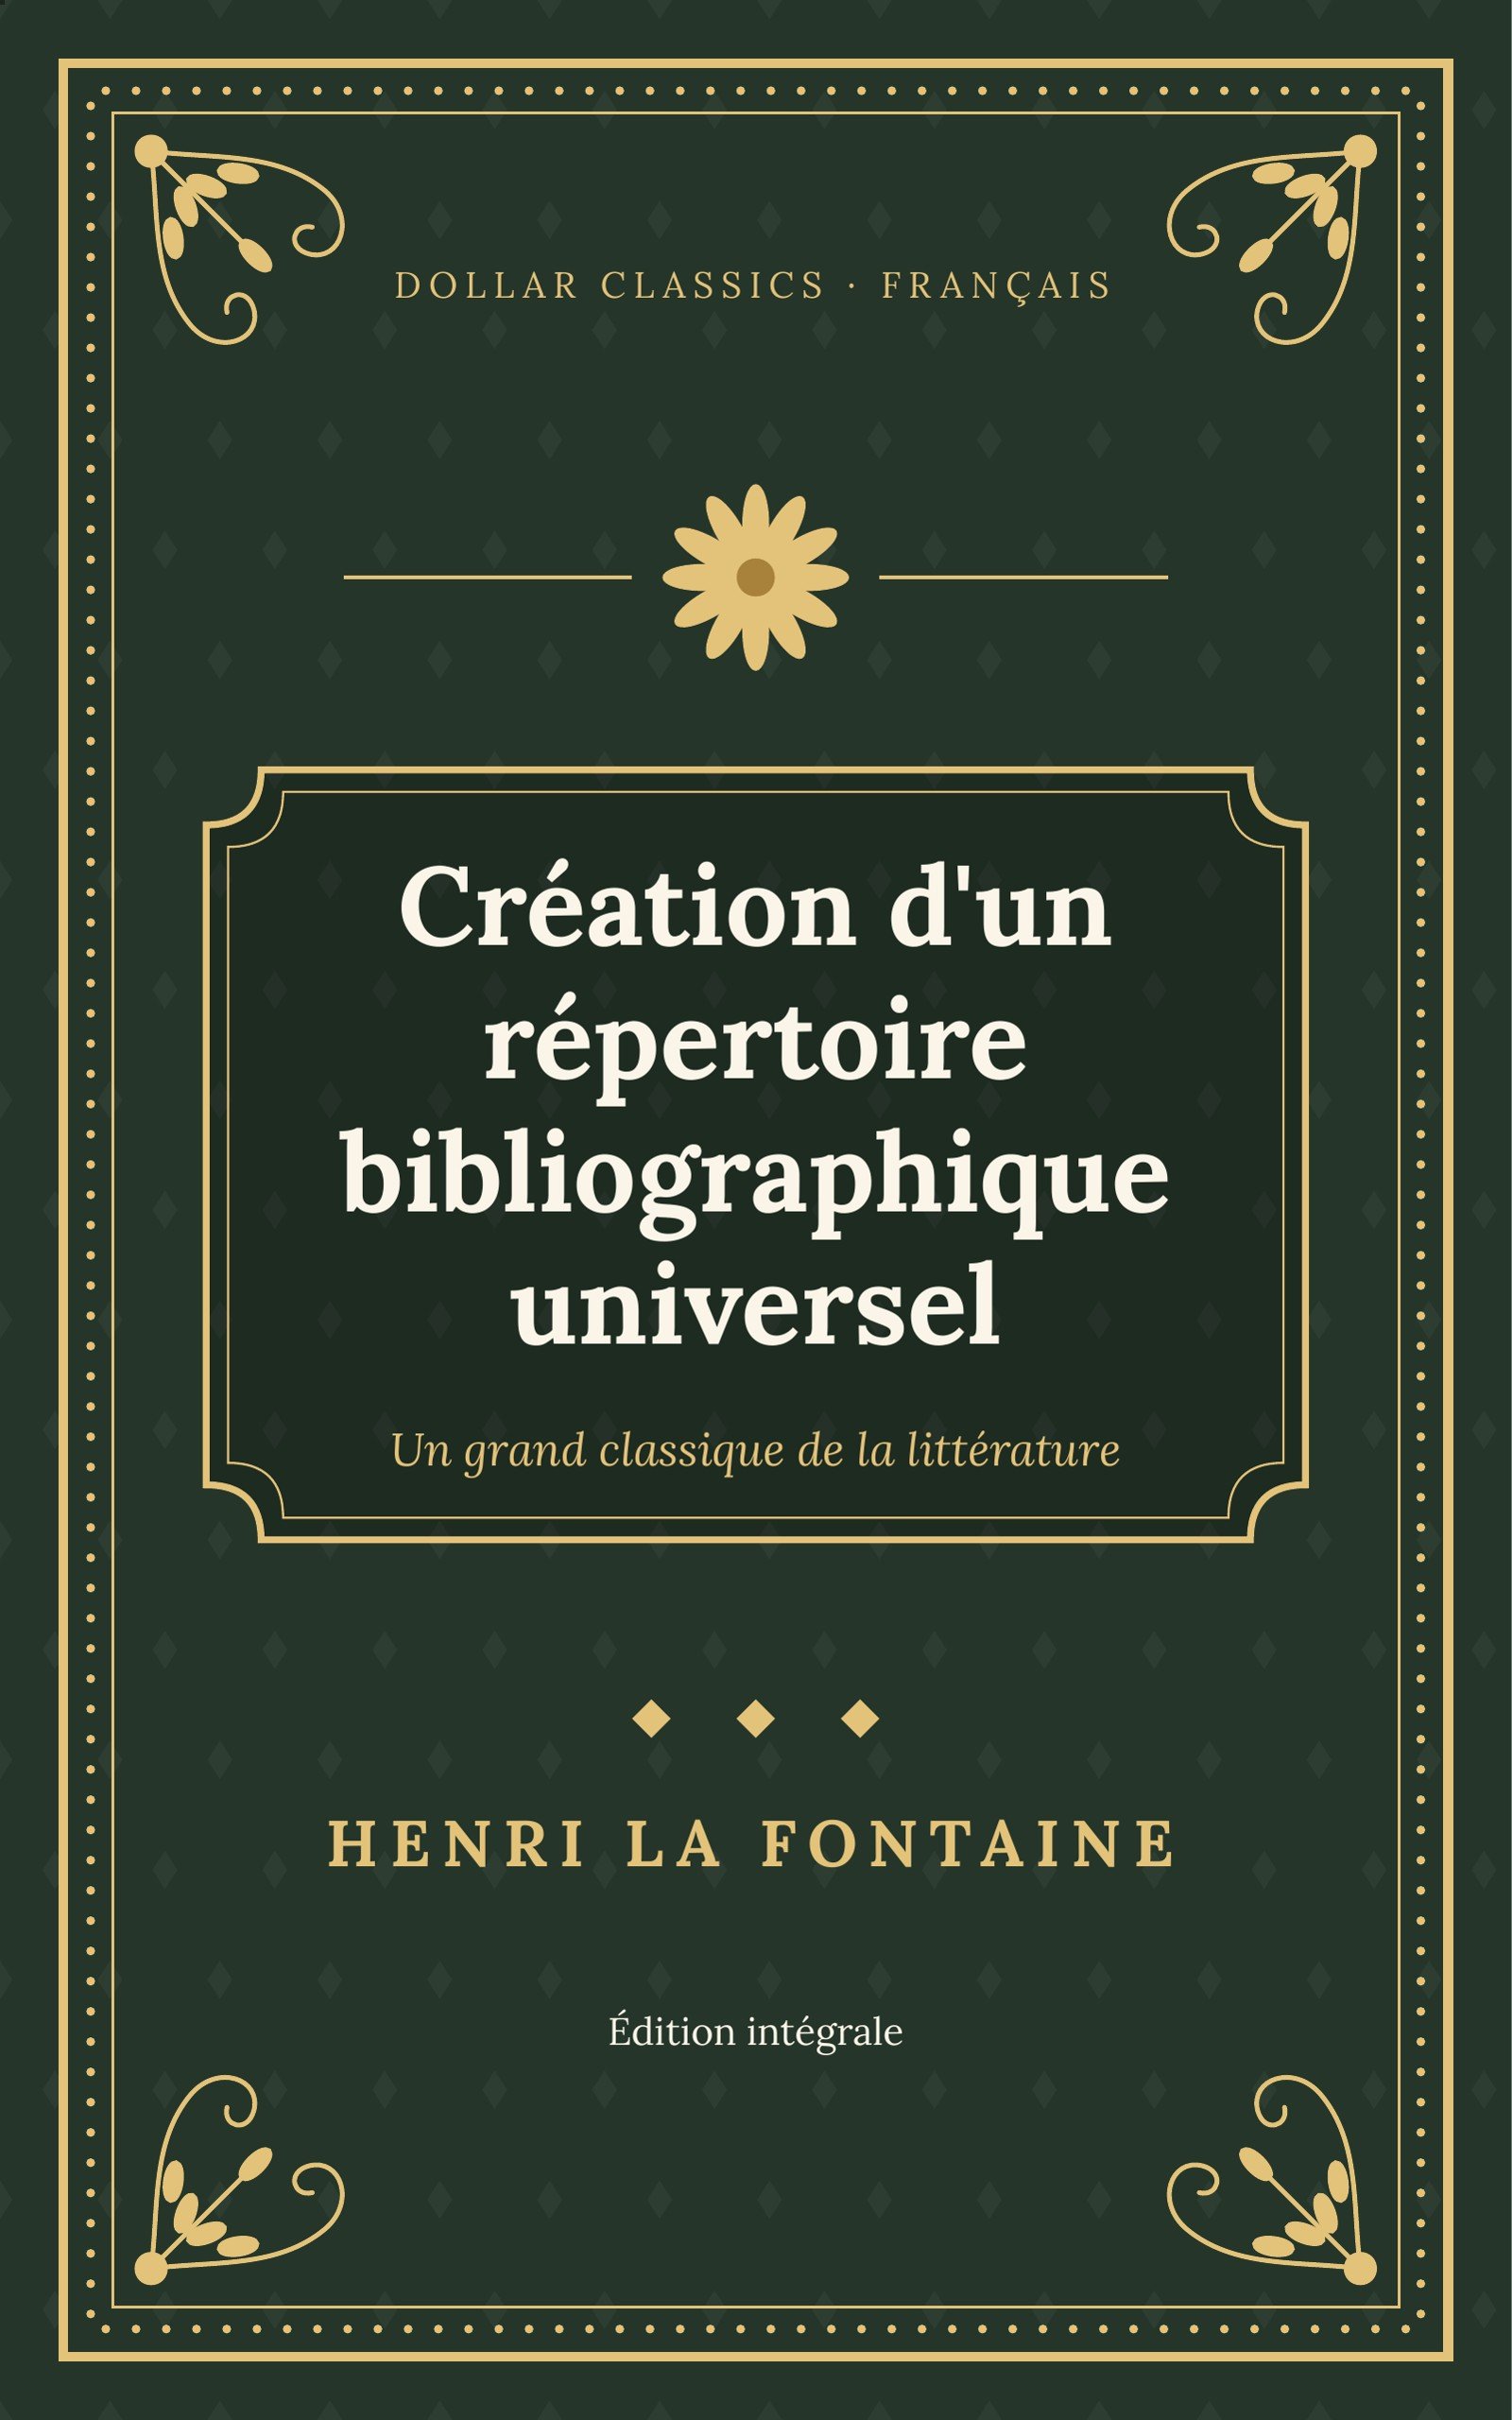 DOLLAR CLASSICS · FRANÇAIS
Création d'un
répertoire
bibliographique
universel
Un grand classique de la littérature
HENRI LA FONTAINE
Édition intégrale